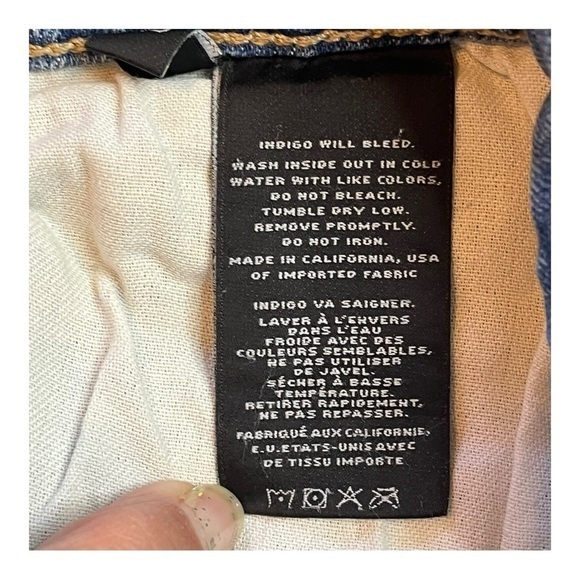 INDIGO WILL BLEED.
WASH INSIDE OUT IN COLD
WATER WITH LIKE COLORS,
DO NOT BLEACH.
TUMBLE DRY LOW.
REMOVE PROMPTLY.
DO NOT IRON.
MADE IN CALIFORNIA, USA
OF IMPORTED FABRIC
INDIGO VA SAIGNER.
LAVER À L'ENVERS
DANS L'EAU
FROIDE AVEC DES
COULEURS SEMBLABLES,
NE PAS UTILISER
DE JAVEL.
SÉCHER À BASSE
TEMPÉRATURE.
RETIRER RAPIDEMENT,
NE PAS REPASSER.
FABRIQUÉ AUX CALIFORNIE,
E.U.ETATS-UNIS AVEC
DE TISSU IMPORTE